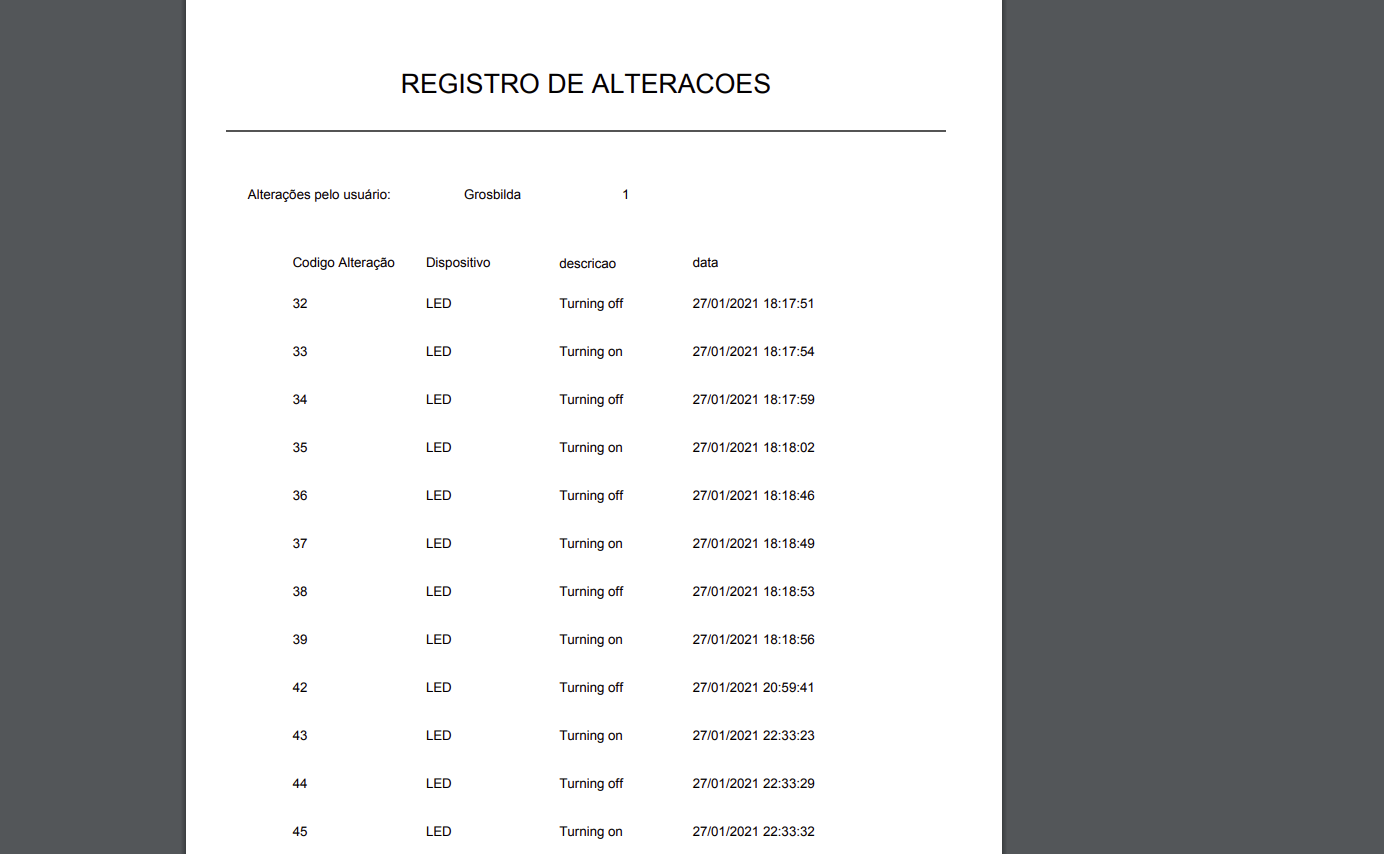 REGISTRO DE ALTERACOES
Alterações pelo usuário: Grosbilda 1
Codigo Alteração Dispositivo descricao data
32 LED Turning off 27/01/2021 18:17:51
33 LED Turning on 27/01/2021 18:17:54
34 LED Turning off 27/01/2021 18:17:59
35 LED Turning on 27/01/2021 18:18:02
36 LED Turning off 27/01/2021 18:18:46
37 LED Turning on 27/01/2021 18:18:49
38 LED Turning off 27/01/2021 18:18:53
39 LED Turning on 27/01/2021 18:18:56
42 LED Turning off 27/01/2021 20:59:41
43 LED Turning on 27/01/2021 22:33:23
44 LED Turning off 27/01/2021 22:33:29
45 LED Turning on 27/01/2021 22:33:32